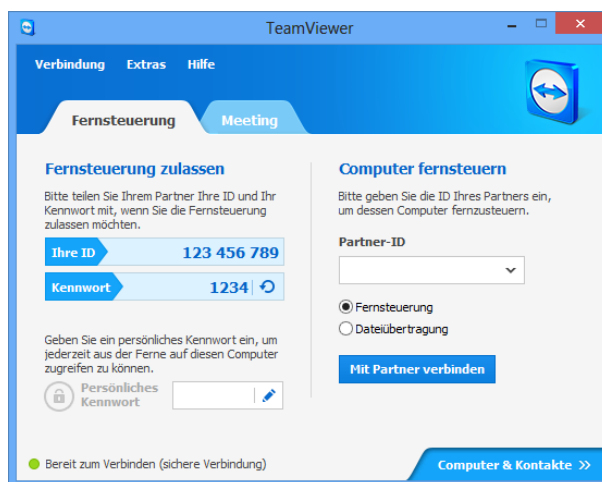 TeamViewer
Verbindung Extras Hilfe
Fernsteuerung Meeting
Fernsteuerung zulassen
Bitte teilen Sie Ihrem Partner Ihre ID und Ihr
Kennwort mit, wenn Sie die Fernsteuerung
zulassen möchten.
Ihre ID 123 456 789
Kennwort 1234
Geben Sie ein persönliches Kennwort ein, um
jederzeit aus der Ferne auf diesen Computer
zugreifen zu können.
Persönliches
Kennwort
Computer fernsteuern
Bitte geben Sie die ID Ihres Partners ein,
um dessen Computer fernzusteuern.
Partner-ID
Fernsteuerung
Dateiübertragung
Mit Partner verbinden
Bereit zum Verbinden (sichere Verbindung)
Computer & Kontakte >>